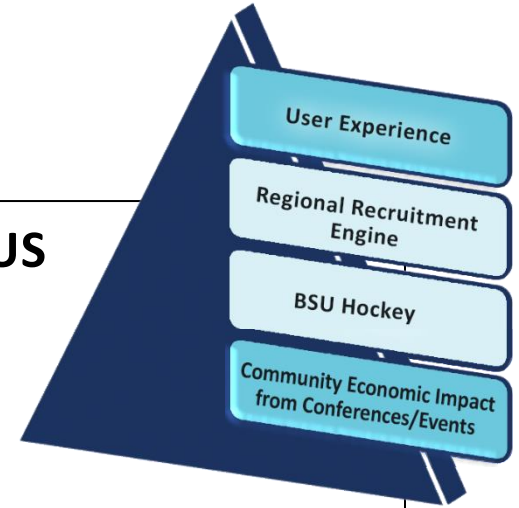 User Experience
US
Regional Recruitment
Engine
BSU Hockey
Community Economic Impact
from Conferences/Events